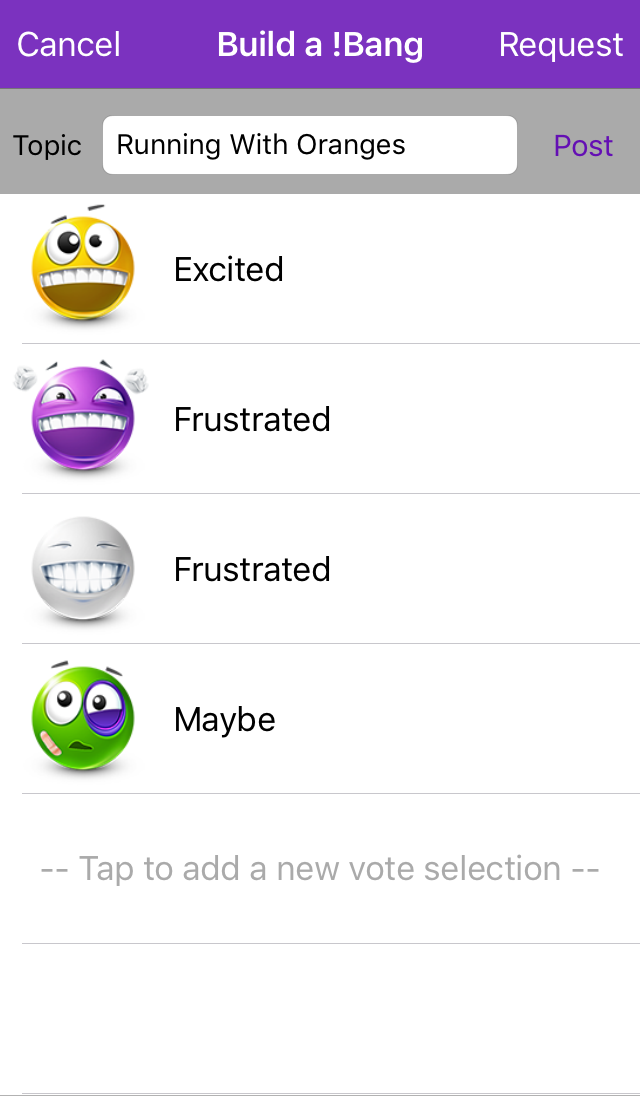 Cancel Build a !Bang Request
Topic Running With Oranges Post
Excited
Frustrated
Frustrated
Maybe
-- Tap to add a new vote selection --